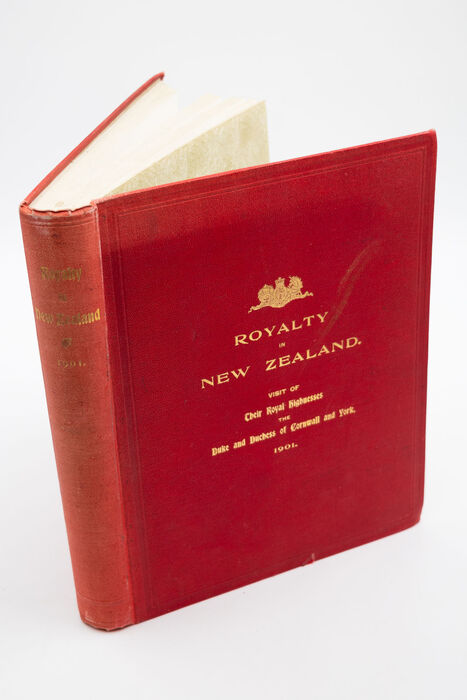 Royalty
in
New Zealand
1901.
ROYALTY
IN
NEW ZEALAND.
VISIT OF
Their Royal Highnesses
THE
Duke and Duchess of Cornwall and York,
1901.